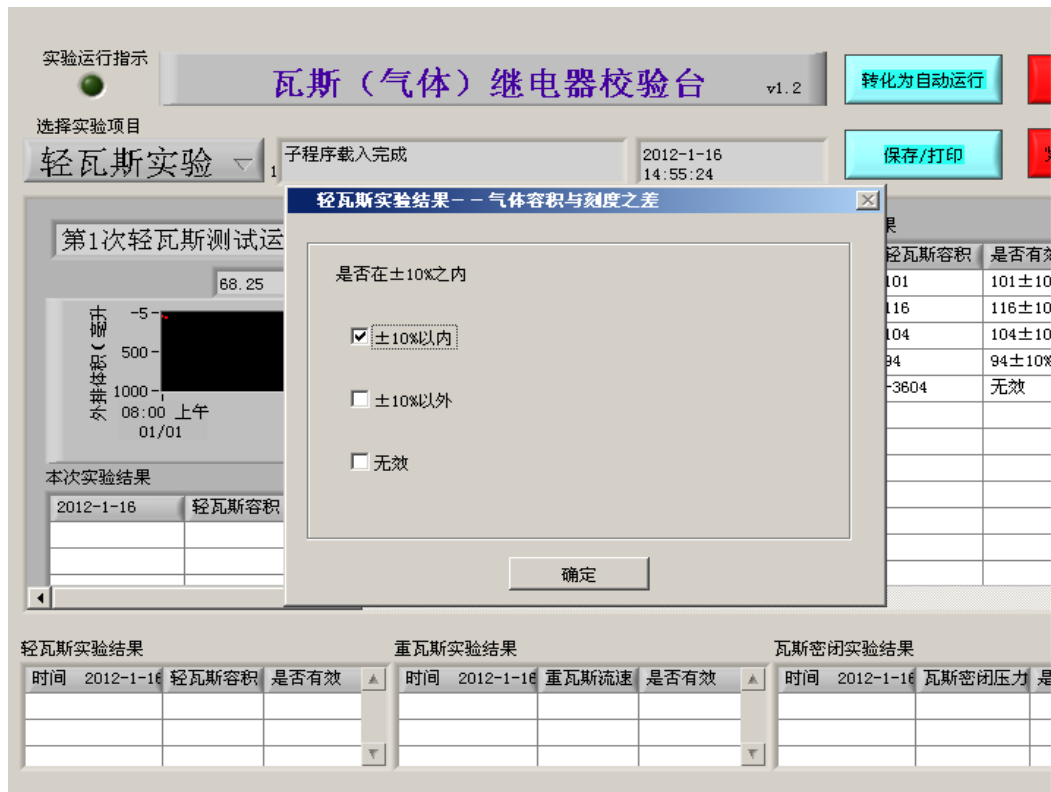 实验运行指示
瓦斯（气体）继电器校验台 v1.2
转化为自动运行
选择实验项目
轻瓦斯实验
1
子程序载入完成
2012-1-16
14:55:24
保存/打印
轻瓦斯实验结果－－气体容积与刻度之差
是否在±10%之内
±10%以内
±10%以外
无效
确定
第1次轻瓦斯测试运
68.25
外排体积(毫升
-5
500
1000
08:00 上午
01/01
本次实验结果
2012-1-16 轻瓦斯容积
果
轻瓦斯容积 是否有效
101 101±10
116 116±10
104 104±10
94 94±10%
-3604 无效
轻瓦斯实验结果
时间 2012-1-16 轻瓦斯容积 是否有效
重瓦斯实验结果
时间 2012-1-16 重瓦斯流速 是否有效
瓦斯密闭实验结果
时间 2012-1-16 瓦斯密闭压力 是